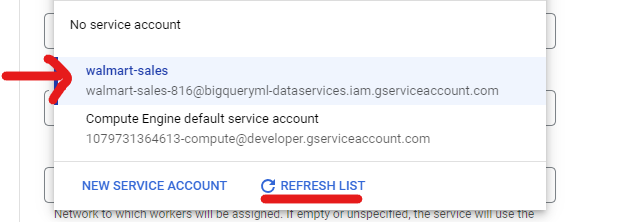 No service account
walmart-sales
walmart-sales-816@bigqueryml-dataservices.iam.gserviceaccount.com
Compute Engine default service account
1079731364613-compute@developer.gserviceaccount.com
NEW SERVICE ACCOUNT REFRESH LIST
Network to which workers will be assigned. If empty or unspecified, the service will use the